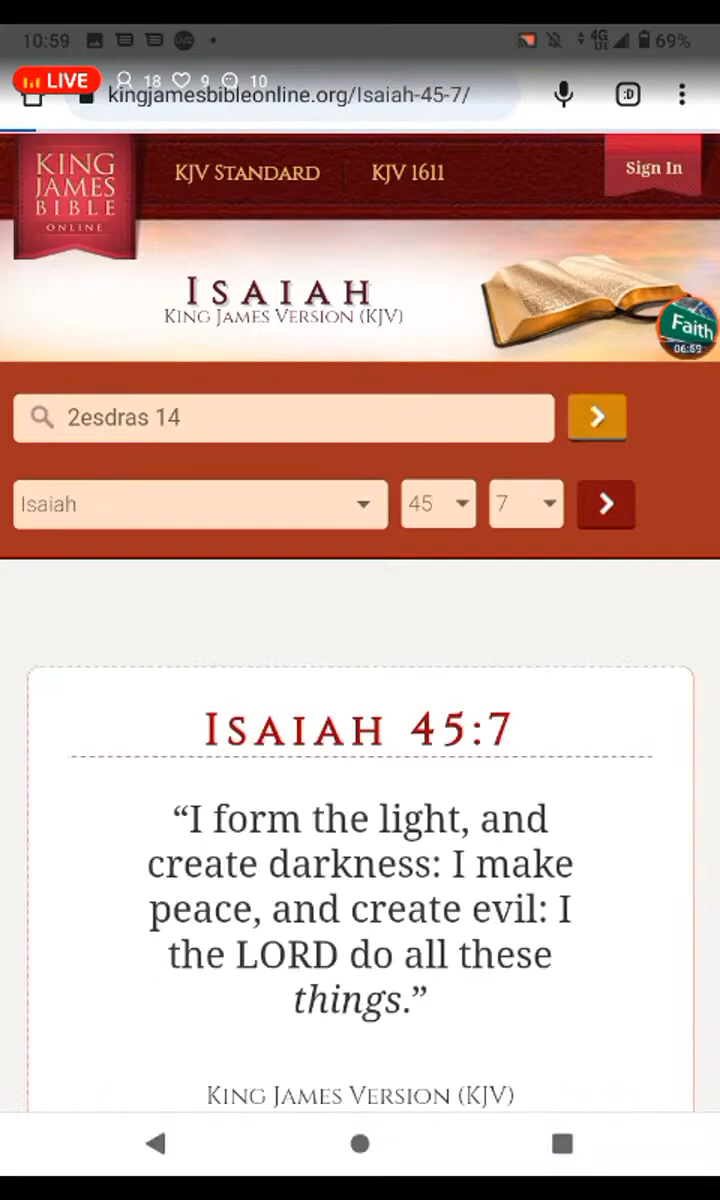 10:59
4G
LTE
69%
LIVE 18 9 10
kingjamesbibleonline.org/Isaiah-45-7/
:D
KING
JAMES
BIBLE
ONLINE
KJV STANDARD
KJV 1611
Sign In
ISAIAH
KING JAMES VERSION (KJV)
Faith
06:59
2esdras 14
Isaiah
45
7
ISAIAH 45:7
“I form the light, and
create darkness: I make
peace, and create evil: I
the LORD do all these
things.”
KING JAMES VERSION (KJV)